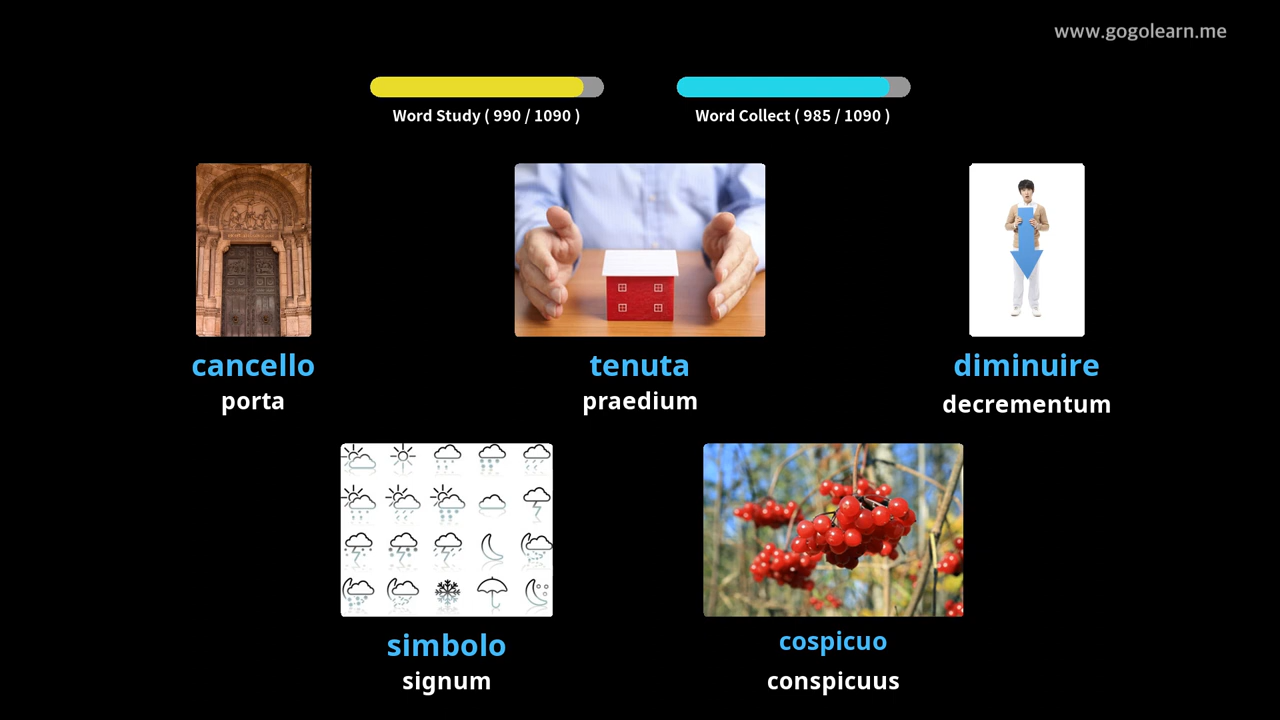 www.gogolearn.me
Word Study ( 990 / 1090 )
Word Collect ( 985 / 1090 )
cancello
porta
tenuta
praedium
diminuire
decrementum
simbolo
signum
cospicuo
conspicuus